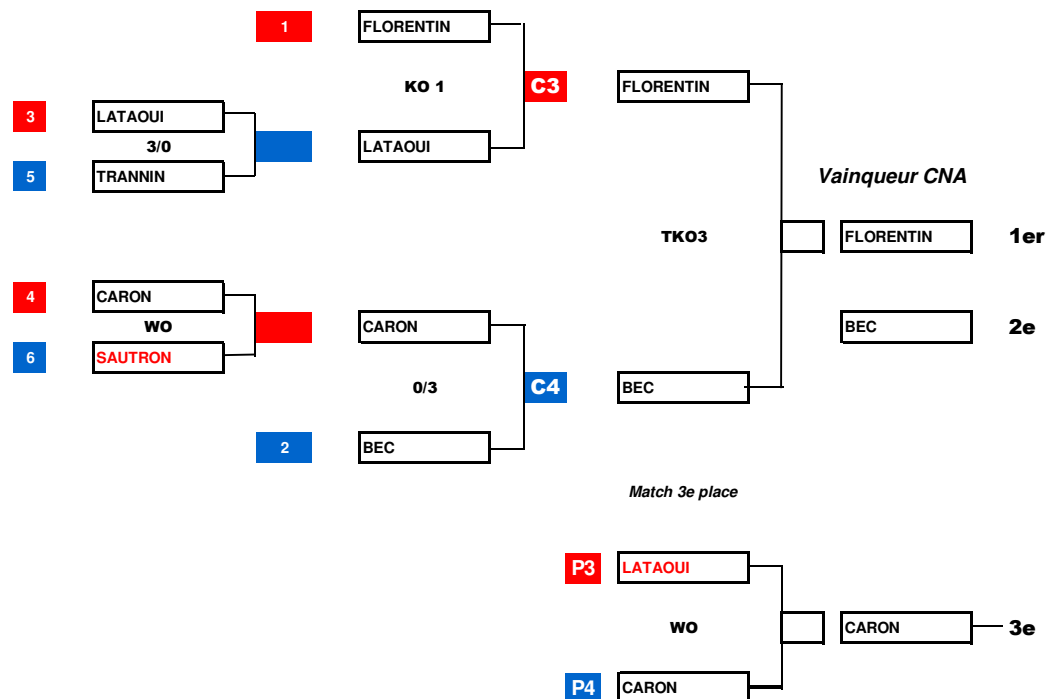 1 FLORENTIN
KO 1 C3 FLORENTIN
3 LATAOUI
3/0 LATAOUI
5 TRANNIN
Vainqueur CNA
TKO3 FLORENTIN 1er
4 CARON
WO CARON
6 SAUTRON
BEC 2e
0/3 C4 BEC
2 BEC
Match 3e place
P3 LATAOUI
WO CARON 3e
P4 CARON